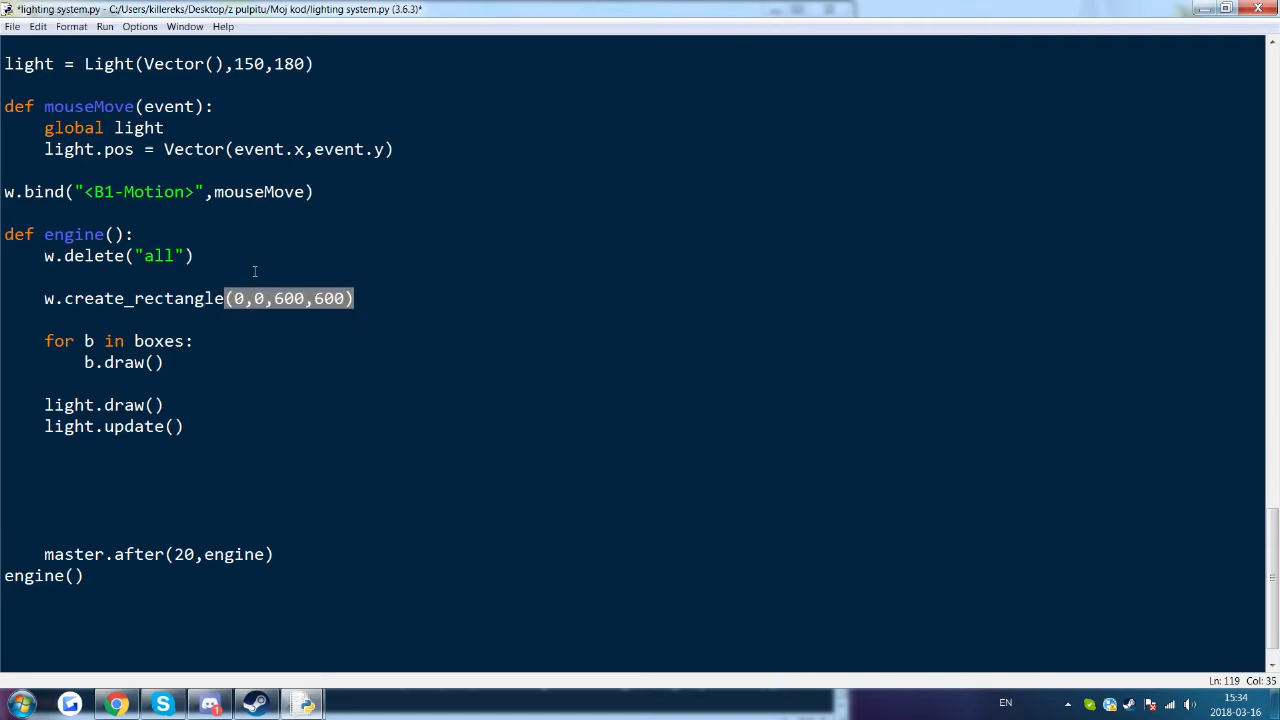 *lighting system.py - C:/Users/killereks/Desktop/z pulpitu/Moj kod/lighting system.py (3.6.3)*
File Edit Format Run Options Window Help
light = Light(Vector(),150,180)
def mouseMove(event):
    global light
    light.pos = Vector(event.x,event.y)
w.bind("<B1-Motion>",mouseMove)
def engine():
    w.delete("all")
    w.create_rectangle(0,0,600,600)
    for b in boxes:
        b.draw()
    light.draw()
    light.update()
    master.after(20,engine)
engine()
Ln: 119 Col: 35
EN
15:34
2018-03-16